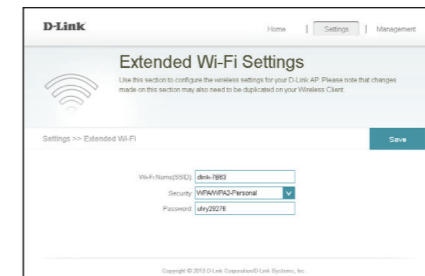 D-Link
Home | Settings | Management
Extended Wi-Fi Settings
Use this section to configure the wireless settings for your D-Link AP. Please note that changes
made on this section may also need to be duplicated on your Wireless Client.
Settings >> Extended Wi-Fi
Save
Wi-Fi Name(SSID): dlink-7B63
Security: WPA/WPA2-Personal
Password:
Copyright © 2013 D-Link Corporation/D-Link Systems, Inc.